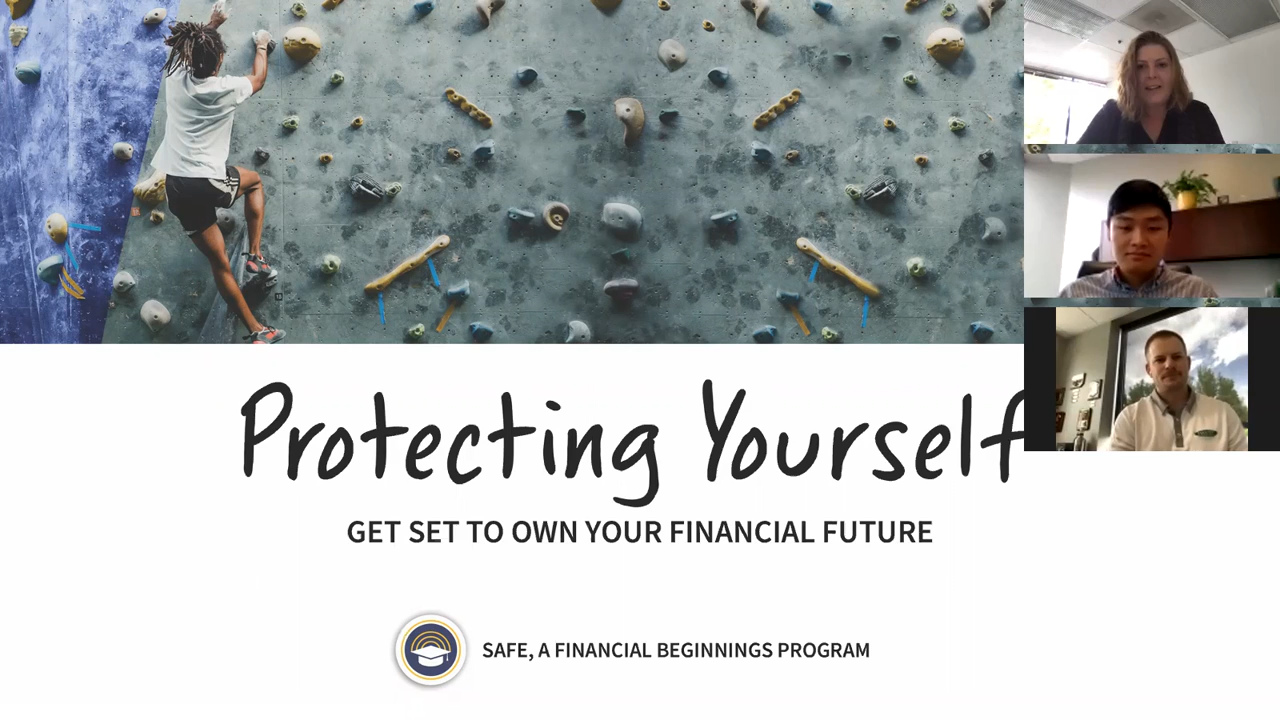 Protecting Yourself
GET SET TO OWN YOUR FINANCIAL FUTURE
SAFE, A FINANCIAL BEGINNINGS PROGRAM